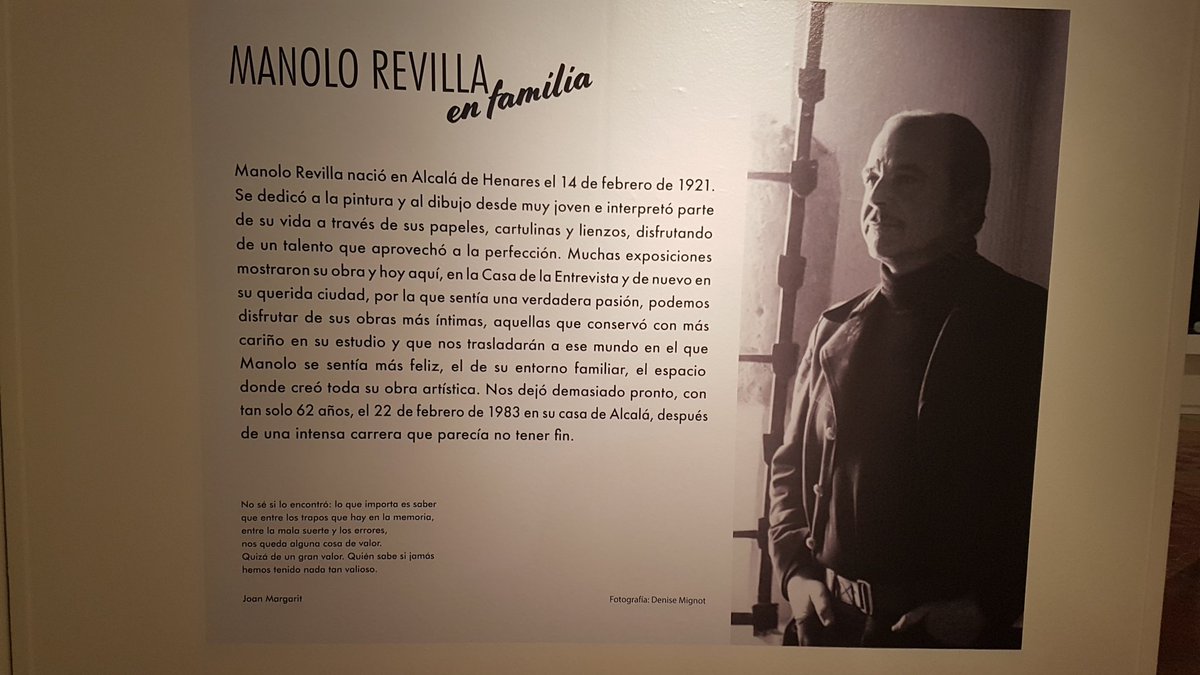 MANOLO REVILLA
en familia
Manolo Revilla nació en Alcalá de Henares el 14 de febrero de 1921.
Se dedicó a la pintura y al dibujo desde muy joven e interpretó parte
de su vida a través de sus papeles, cartulinas y lienzos, disfrutando
de un talento que aprovechó a la perfección. Muchas exposiciones
mostraron su obra y hoy aquí, en la Casa de la Entrevista y de nuevo en
su querida ciudad, por la que sentía una verdadera pasión, podemos
disfrutar de sus obras más íntimas, aquellas que conservó con más
cariño en su estudio y que nos trasladarán a ese mundo en el que
Manolo se sentía más feliz, el de su entorno familiar, el espacio
donde creó toda su obra artística. Nos dejó demasiado pronto, con
tan solo 62 años, el 22 de febrero de 1983 en su casa de Alcalá, después
de una intensa carrera que parecía no tener fin.
No sé si lo encontró: lo que importa es saber
que entre los trapos que hay en la memoria,
entre la mala suerte y los errores,
nos queda alguna cosa de valor.
Quizá de un gran valor. Quién sabe si jamás
hemos tenido nada tan valioso.
Joan Margarit
Fotografía: Denise Mignot